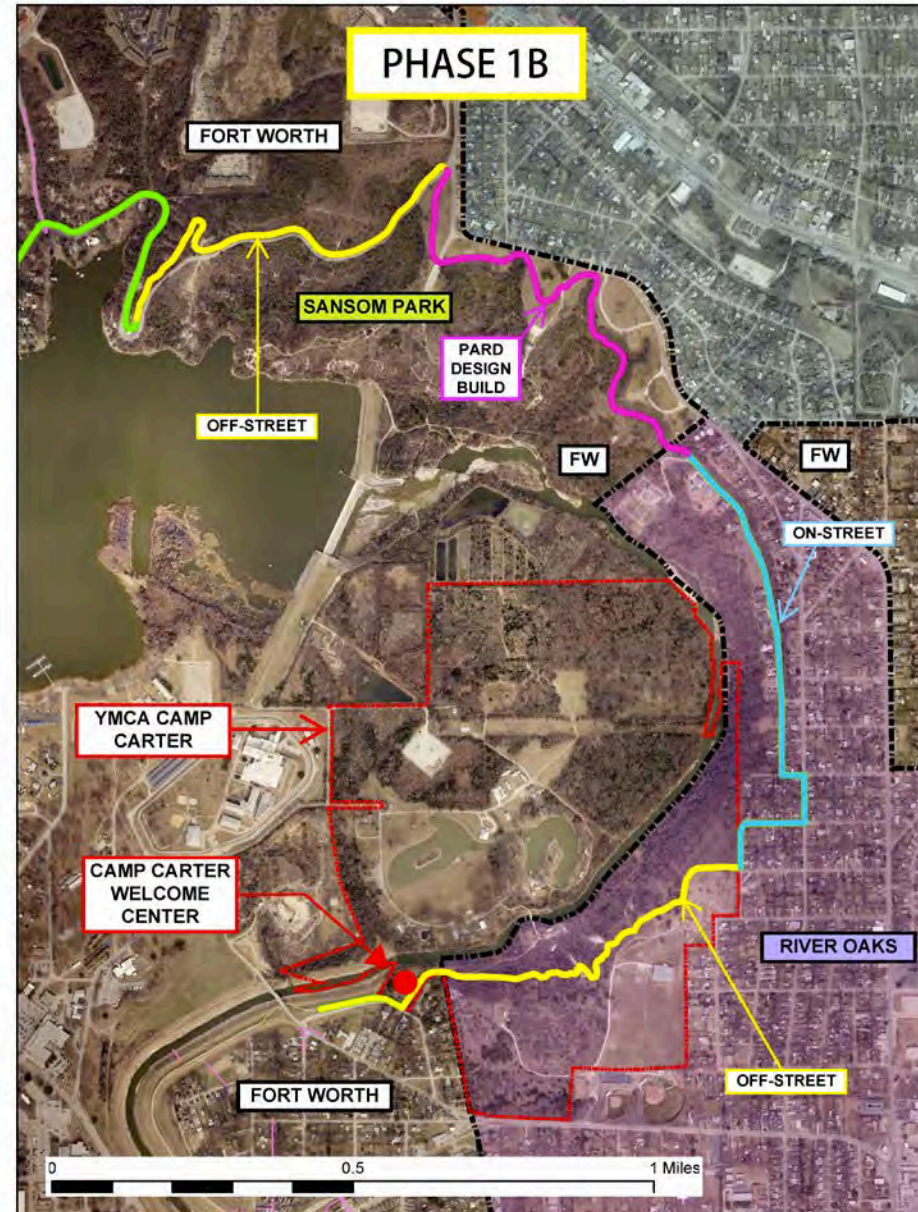 PHASE 1B
FORT WORTH
SANSOM PARK
PARD
DESIGN
BUILD
OFF-STREET
FW
FW
ON-STREET
YMCA CAMP
CARTER
CAMP CARTER
WELCOME
CENTER
RIVER OAKS
OFF-STREET
FORT WORTH
0 0.5 1 Miles